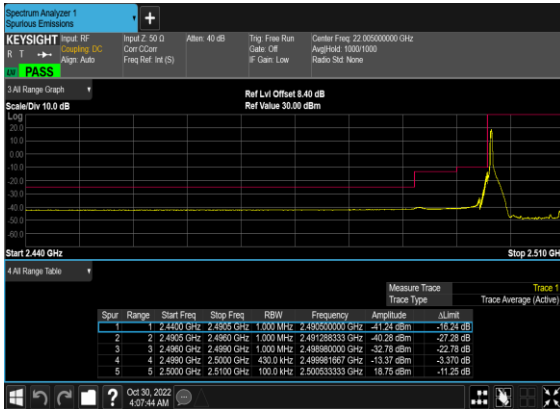 Spectrum Analyzer 1
Spurious Emissions
KEYSIGHT Input: RF Input Z: 50 Ω Atten: 40 dB Trig: Free Run Center Freq: 22.005000000 GHz
R T Coupling: DC Corr CCorr Gate: Off Avg|Hold: 1000/1000
Align: Auto Freq Ref: Int (S) IF Gain: Low Radio Std: None
PASS
3 All Range Graph
Ref Lvl Offset 8.40 dB
Scale/Div 10.0 dB Ref Value 30.00 dBm
Log
20.0
10.0
0.00
-10.0
-20.0
-30.0
-40.0
-50.0
-60.0
Start 2.440 GHz Stop 2.510 GH
4 All Range Table
Measure Trace Trace 1
Trace Type Trace Average (Active)
Spur Range Start Freq Stop Freq RBW Frequency Amplitude ΔLimit
1 1 2.4400 GHz 2.4905 GHz 1.000 MHz 2.490500000 GHz -41.24 dBm -16.24 dB
2 2 2.4905 GHz 2.4960 GHz 1.000 MHz 2.491288333 GHz -40.28 dBm -27.28 dB
3 3 2.4960 GHz 2.4990 GHz 1.000 MHz 2.498980000 GHz -32.78 dBm -22.78 dB
4 4 2.4990 GHz 2.5000 GHz 430.0 kHz 2.499981667 GHz -13.37 dBm -3.370 dB
5 5 2.5000 GHz 2.5100 GHz 100.0 kHz 2.500533333 GHz 18.75 dBm -11.25 dB
Oct 30, 2022
4:07:44 AM